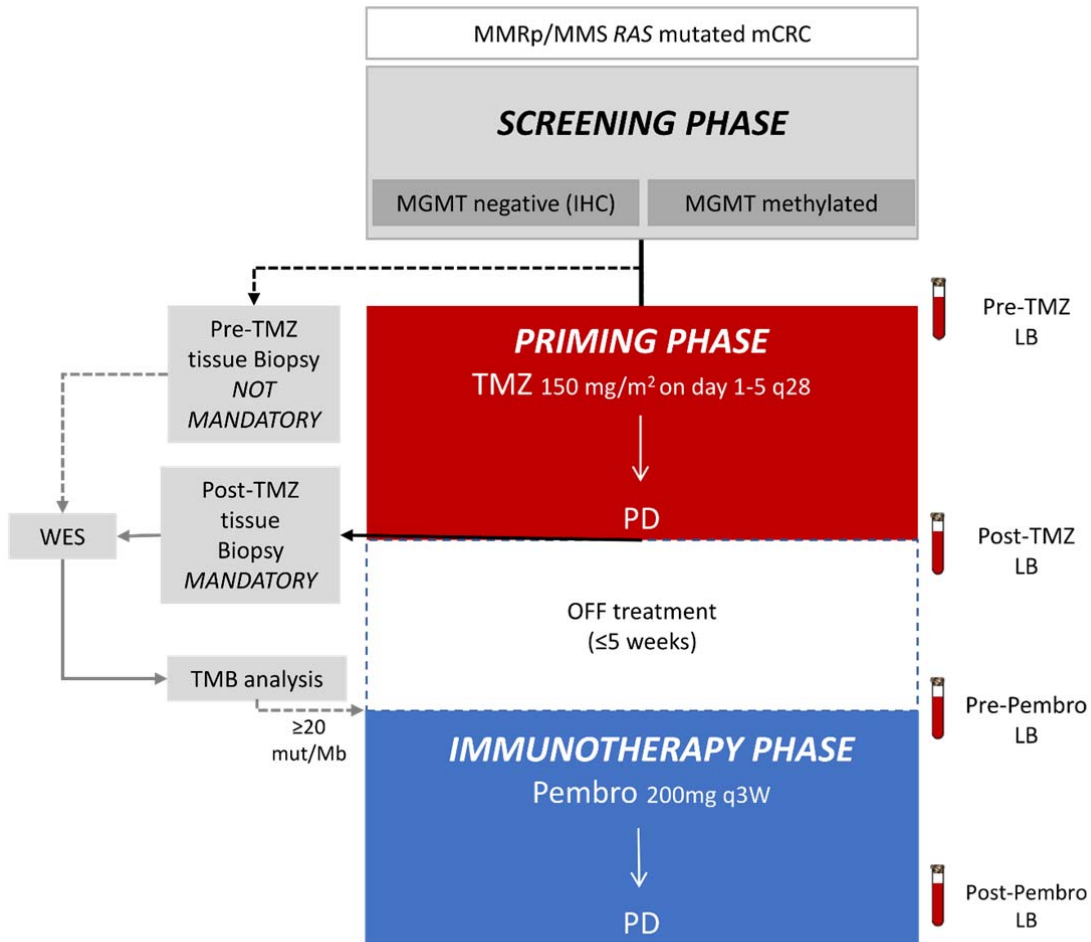 MMRp/MMS RAS mutated mCRC
SCREENING PHASE
MGMT negative (IHC)
MGMT methylated
Pre-TMZ
tissue Biopsy
NOT
MANDATORY
PRIMING PHASE
TMZ 150 mg/m² on day 1-5 q28
PD
Pre-TMZ
LB
WES
Post-TMZ
tissue
Biopsy
MANDATORY
Post-TMZ
LB
OFF treatment
(≤5 weeks)
TMB analysis
≥20
mut/Mb
Pre-Pembro
LB
IMMUNOTHERAPY PHASE
Pembro 200mg q3W
PD
Post-Pembro
LB